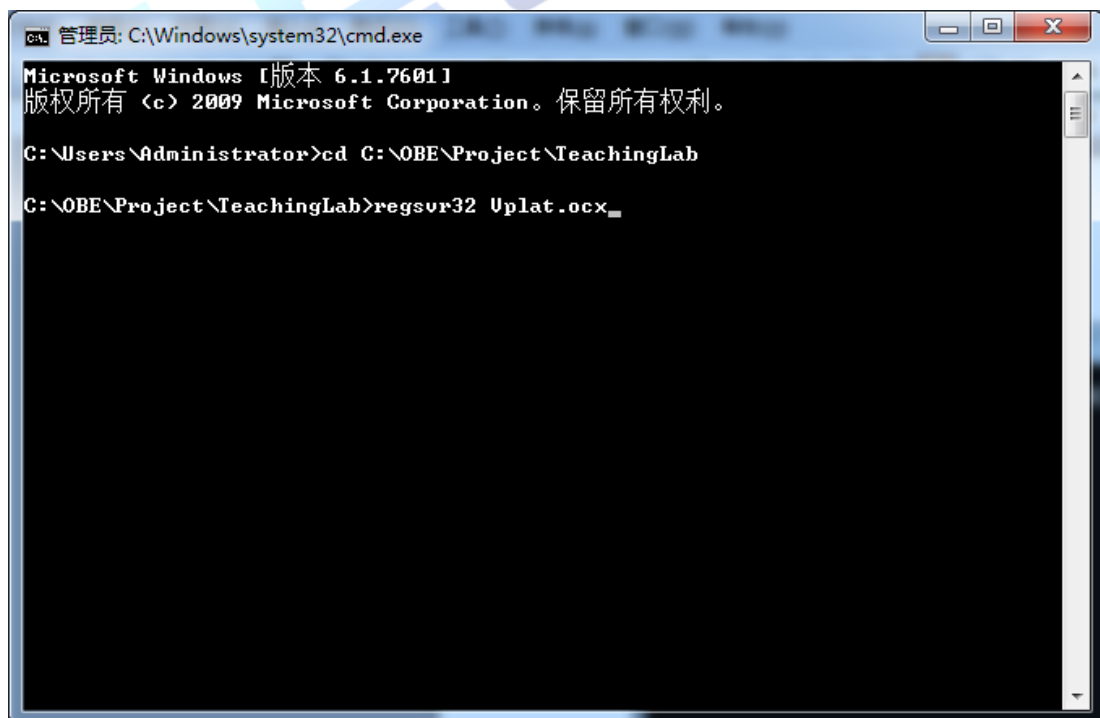 管理员: C:\Windows\system32\cmd.exe
Microsoft Windows [版本 6.1.7601]
版权所有 (c) 2009 Microsoft Corporation。保留所有权利。
C:\Users\Administrator>cd C:\OBE\Project\TeachingLab
C:\OBE\Project\TeachingLab>regsvr32 Vplat.ocx